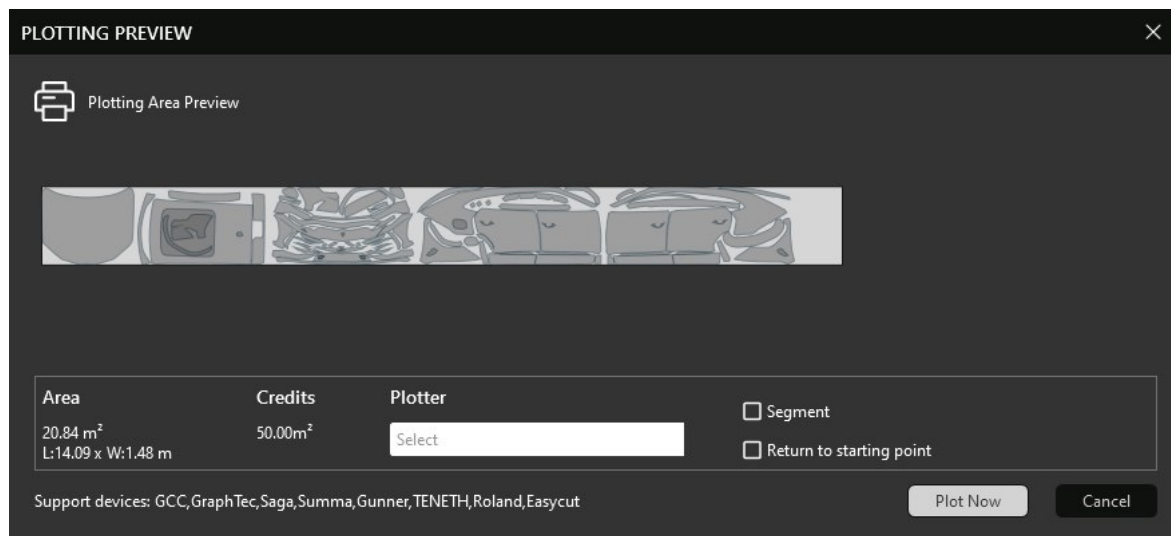 PLOTTING PREVIEW
Plotting Area Preview
Area
20.84 m²
L:14.09 x W:1.48 m
Credits
50.00m²
Plotter
Select
Segment
Return to starting point
Support devices: GCC,GraphTec,Saga,Summa,Gunner,TENETH,Roland,Easycut
Plot Now
Cancel